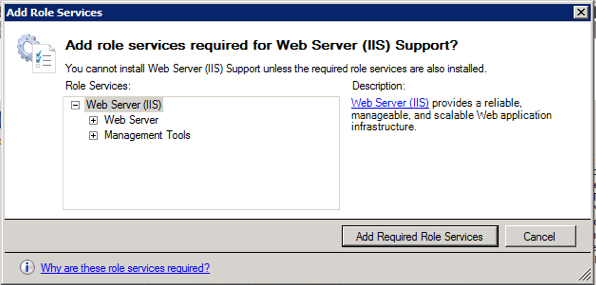 Add Role Services
Add role services required for Web Server (IIS) Support?
You cannot install Web Server (IIS) Support unless the required role services are also installed.
Role Services:
Web Server (IIS)
Web Server
Management Tools
Description:
Web Server (IIS) provides a reliable,
manageable, and scalable Web application
infrastructure.
Add Required Role Services
Cancel
Why are these role services required?